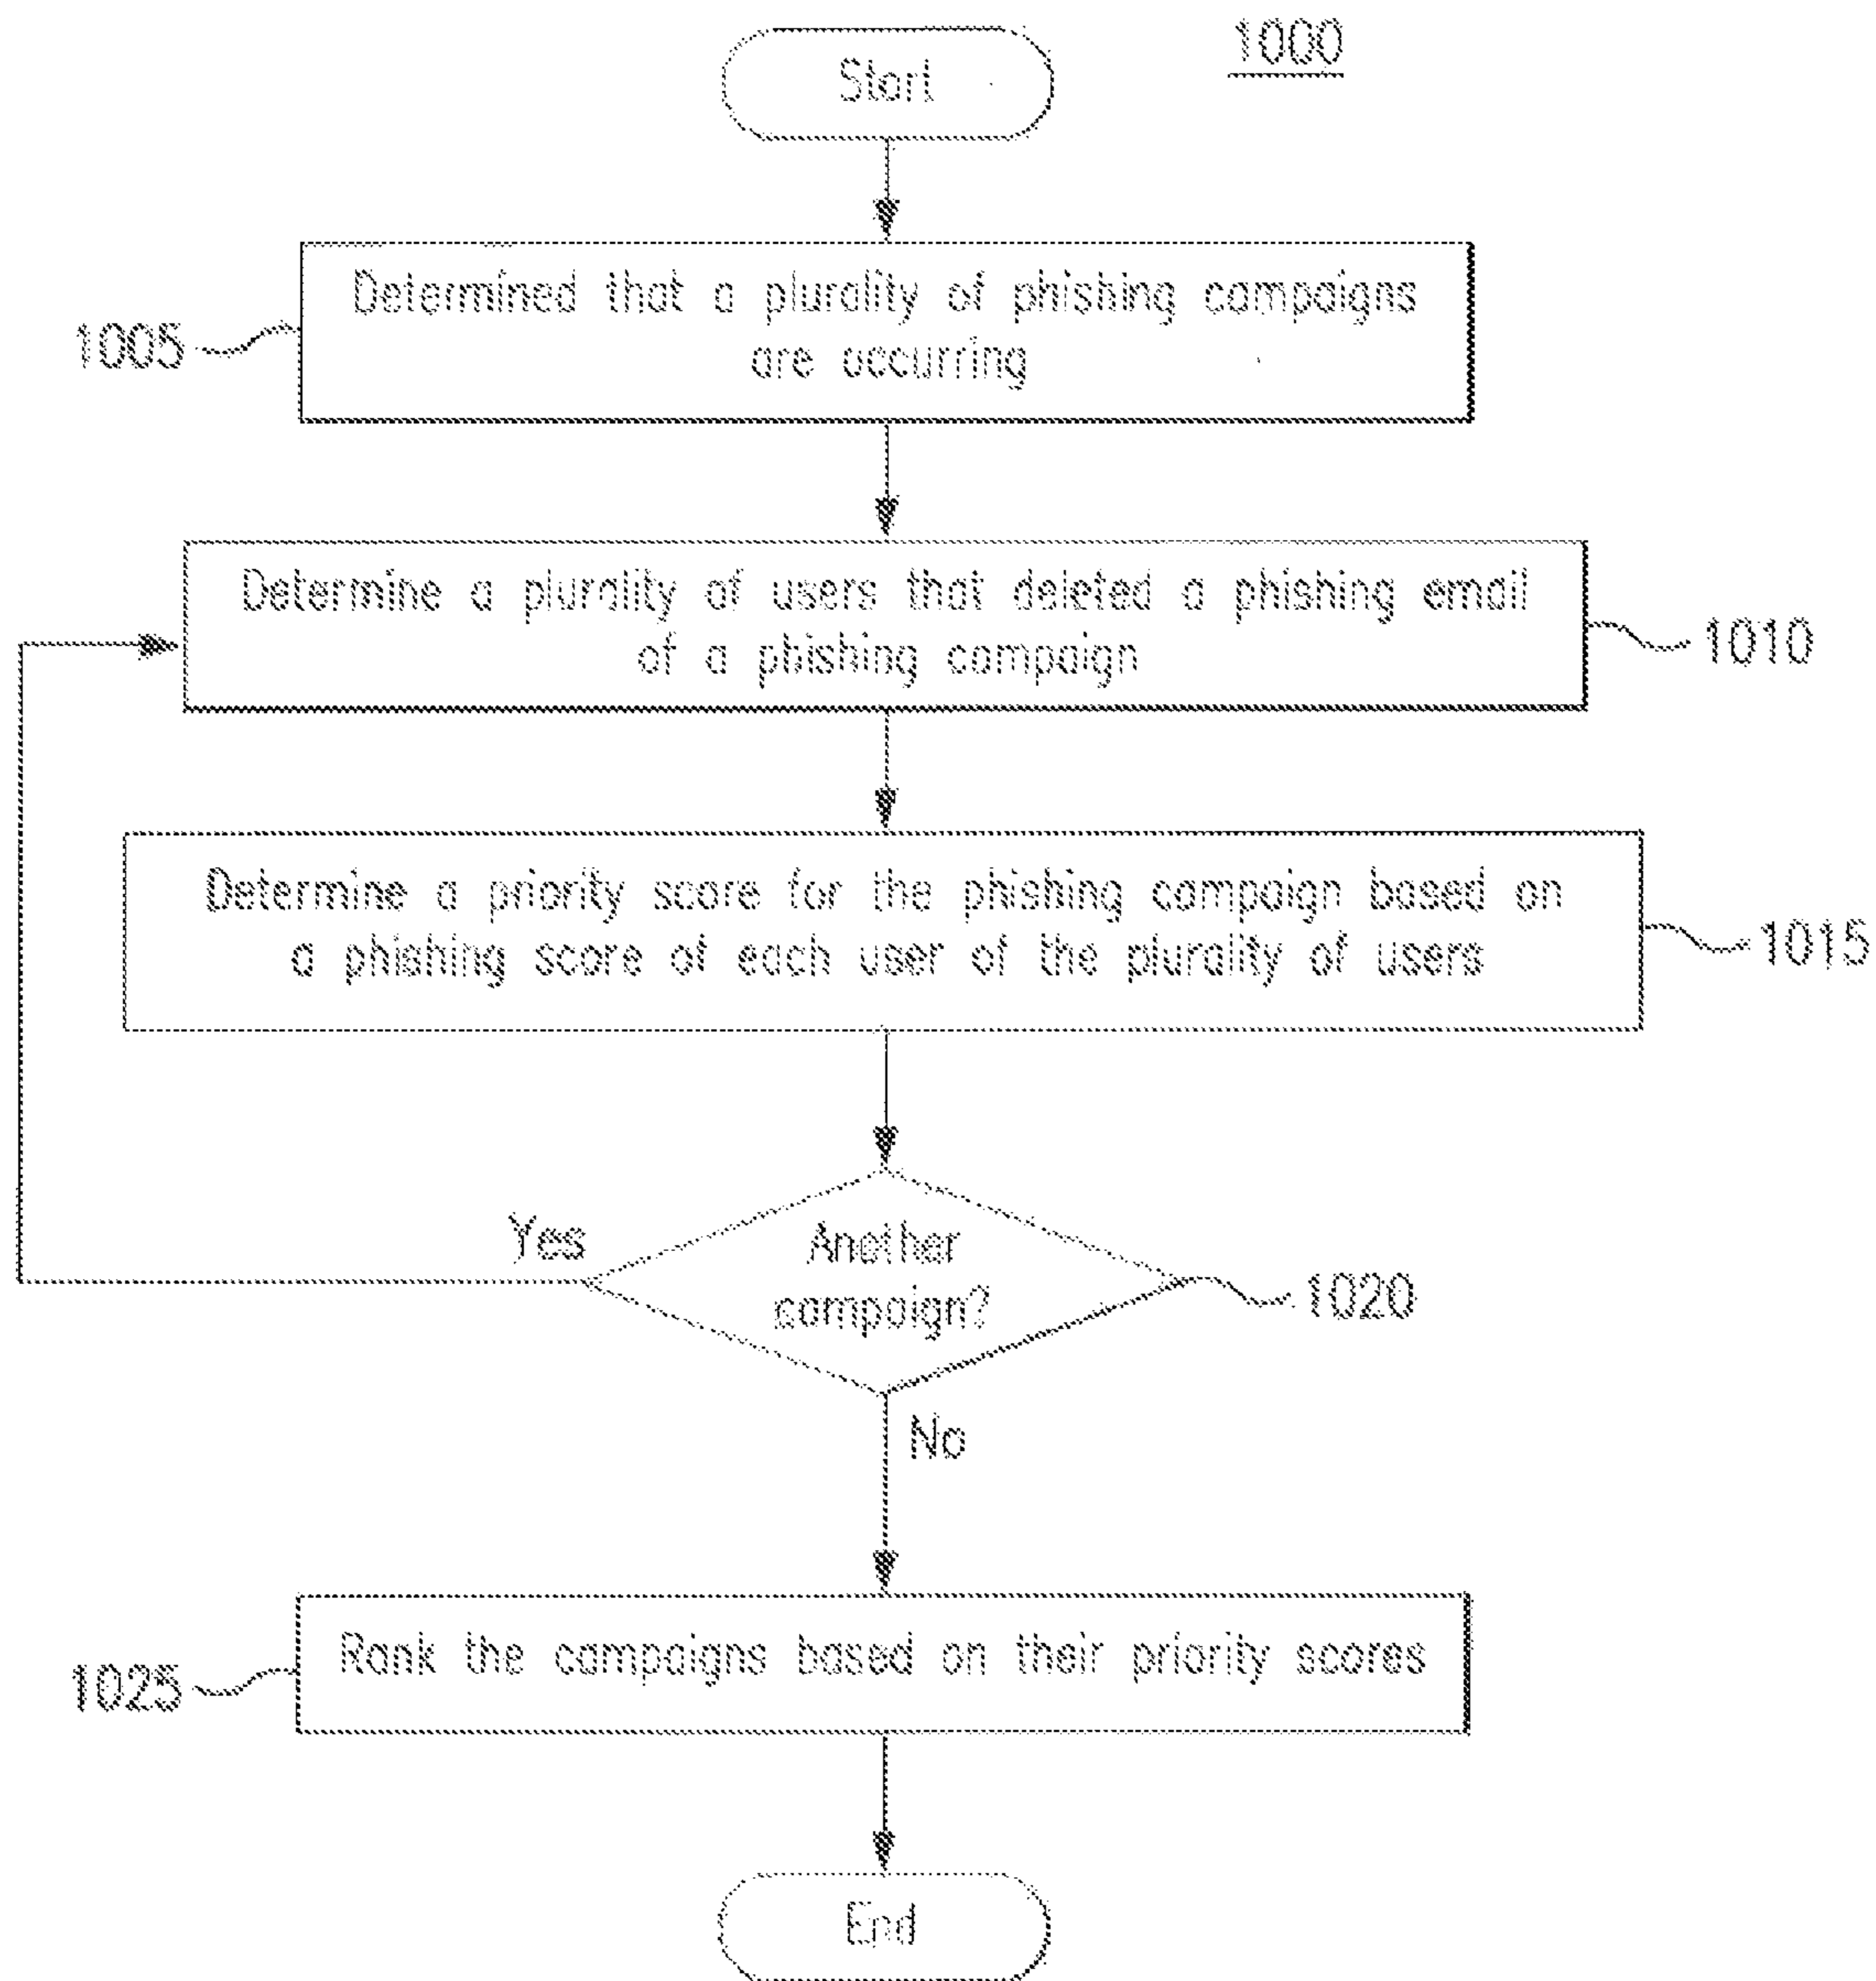 1000
Start
Determined that a plurality of phishing campaigns
are occurring
1005
Determine a plurality of users that deleted a phishing email
of a phishing campaign
1010
Determine a priority score for the phishing campaign based on
a phishing score of each user of the plurality of users
1015
Yes
Another
campaign?
1020
No
Rank the campaigns based on their priority scores
1025
End